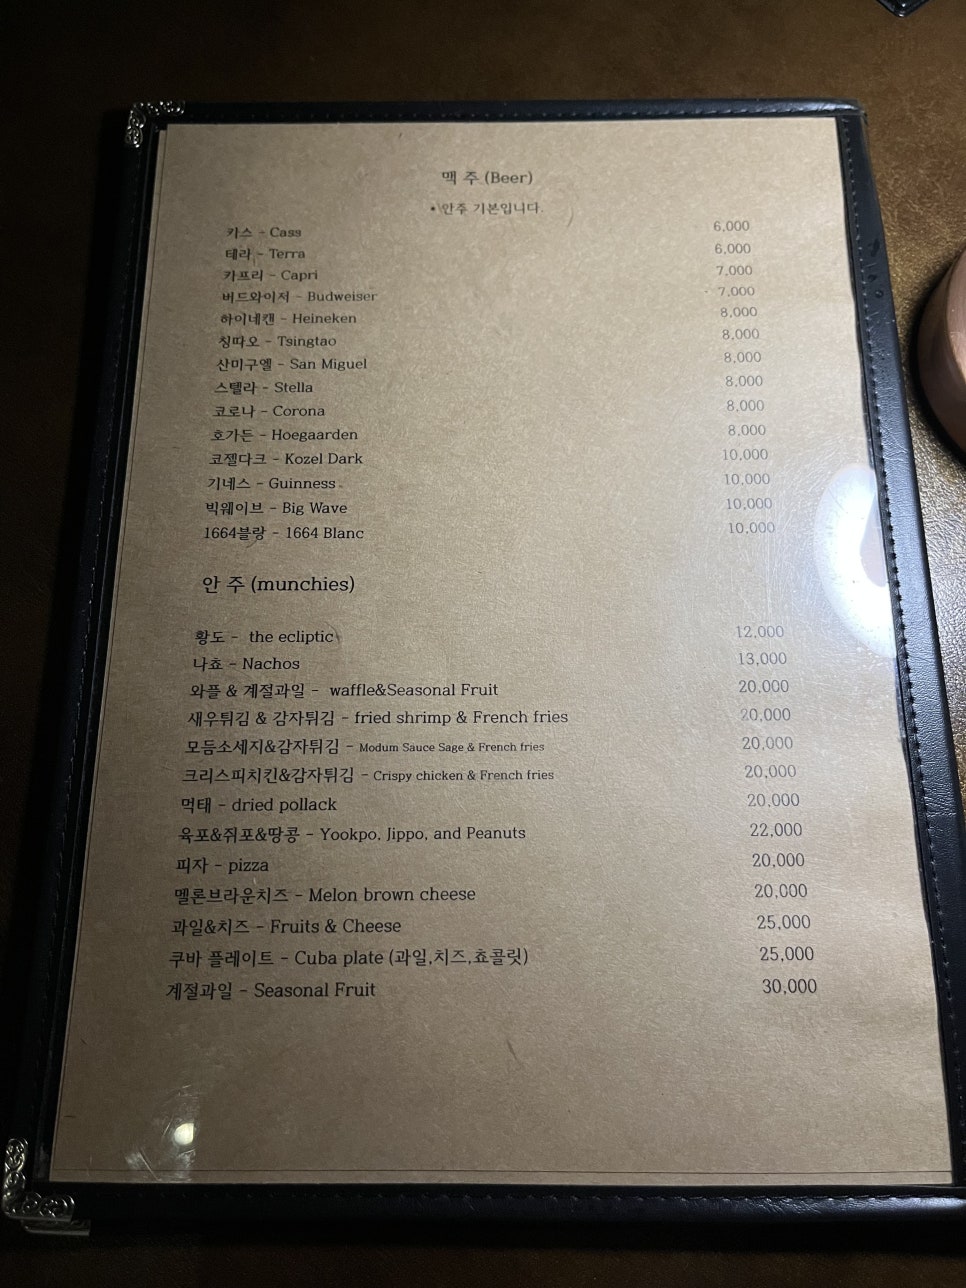 맥 주 (Beer)
• 안주 기본입니다.
카스 - Cass 6,000
테라 - Terra 6,000
카프리 - Capri 7,000
버드와이저 - Budweiser 7,000
하이네캔 - Heineken 8,000
칭따오 - Tsingtao 8,000
산미구엘 - San Miguel 8,000
스텔라 - Stella 8,000
코로나 - Corona 8,000
호가든 - Hoegaarden 8,000
코젤다크 - Kozel Dark 10,000
기네스 - Guinness 10,000
빅웨이브 - Big Wave 10,000
1664블랑 - 1664 Blanc 10,000
안 주 (munchies)
황도 - the ecliptic 12,000
나쵸 - Nachos 13,000
와플 & 계절과일 - waffle&Seasonal Fruit 20,000
새우튀김 & 감자튀김 - fried shrimp & French fries 20,000
모듬소세지&감자튀김 - Modum Sauce Sage & French fries 20,000
크리스피치킨&감자튀김 - Crispy chicken & French fries 20,000
먹태 - dried pollack 20,000
육포&쥐포&땅콩 - Yookpo, Jippo, and Peanuts 22,000
피자 - pizza 20,000
멜론브라운치즈 - Melon brown cheese 20,000
과일&치즈 - Fruits & Cheese 25,000
쿠바 플레이트 - Cuba plate (과일,치즈,쵸콜릿) 25,000
계절과일 - Seasonal Fruit 30,000